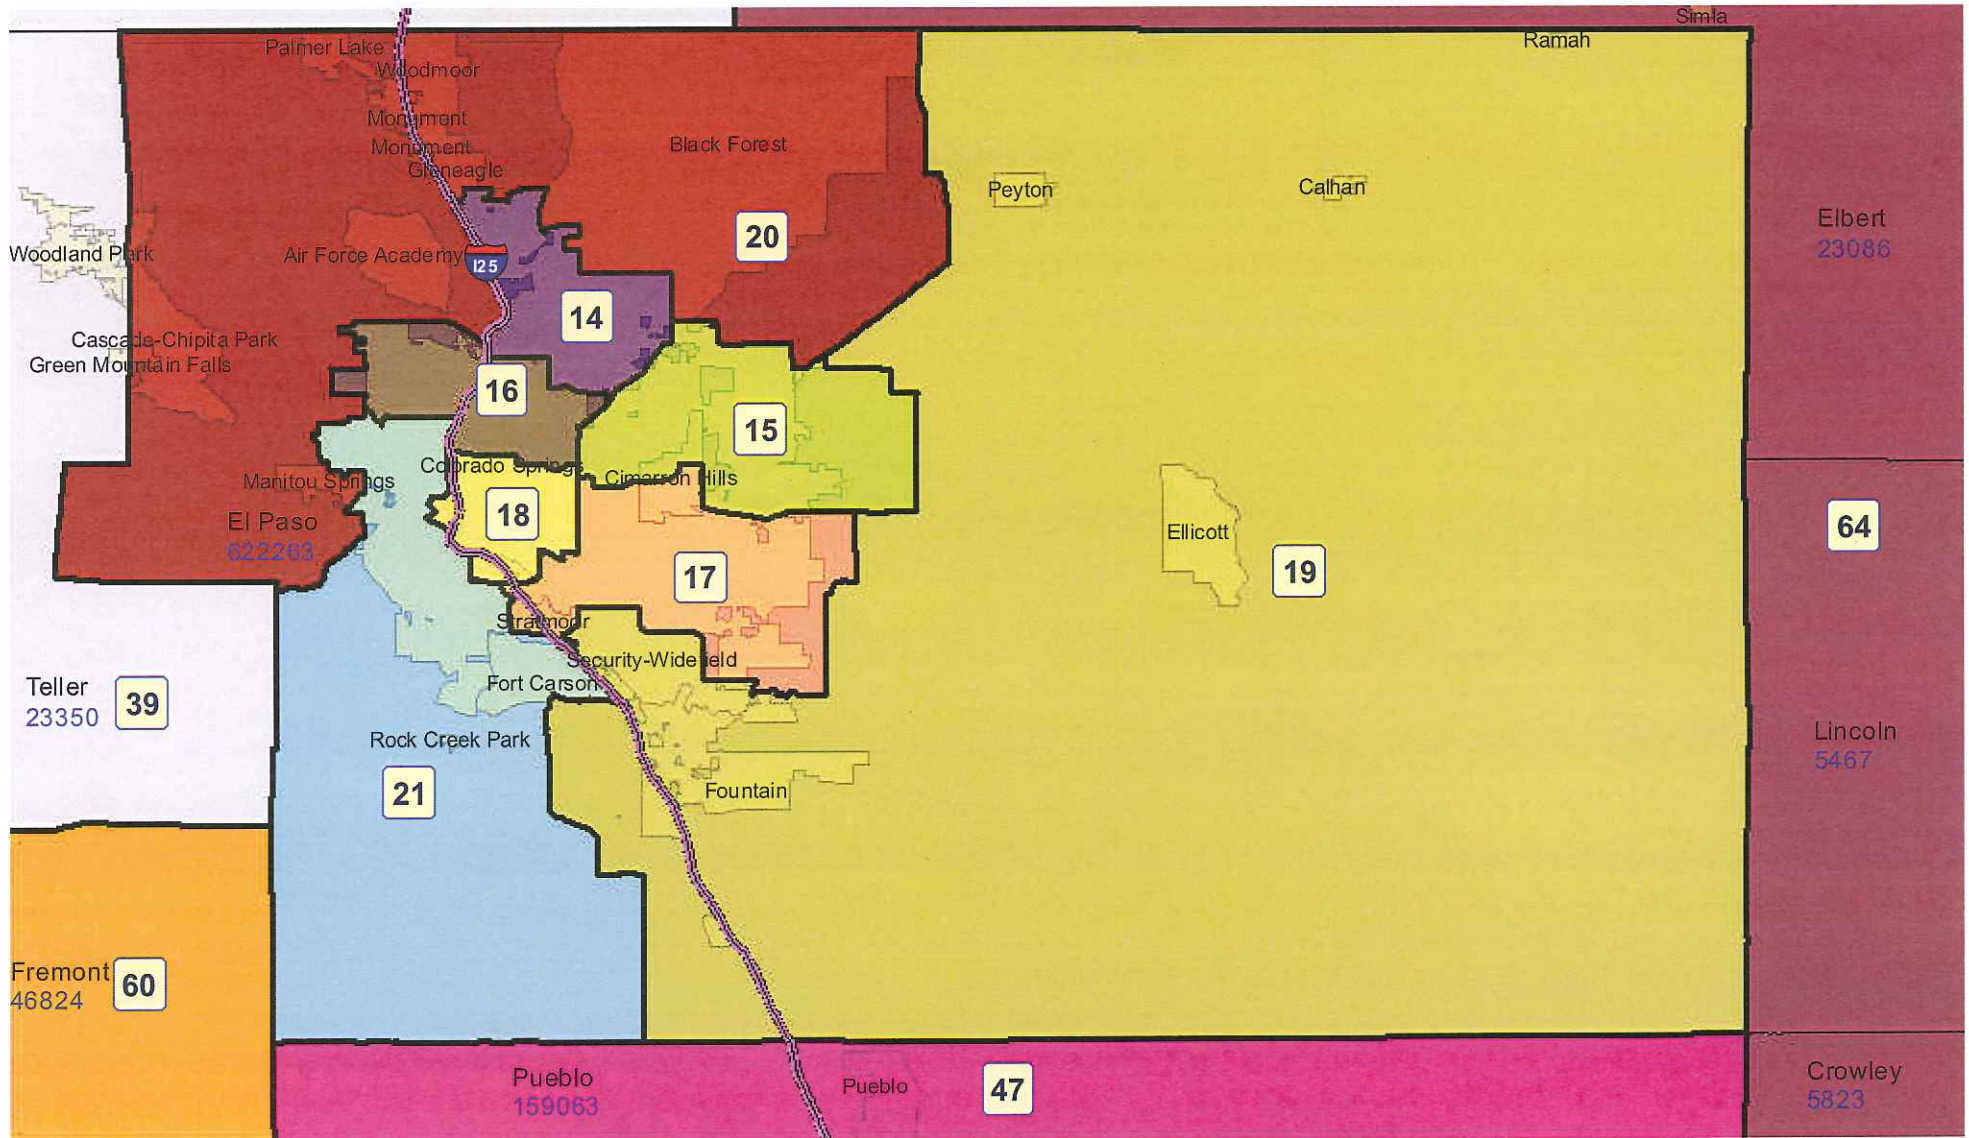 Simla
Ramah
Palmer Lake
Woodmoor
Monument
Monument
Gleneagle
Black Forest
Peyton
Calhan
Elbert
23086
20
Woodland Park
Air Force Academy
I25
14
Cascade-Chipita Park
Green Mountain Falls
16
15
Colorado Springs
Cimarron Hills
Manitou Springs
El Paso
622263
18
17
Ellicott
19
64
Stratmoor
Security-Widefield
Fort Carson
Teller
23350
39
Rock Creek Park
21
Fountain
Lincoln
5467
Fremont
46824
60
Pueblo
159063
Pueblo
47
Crowley
5823